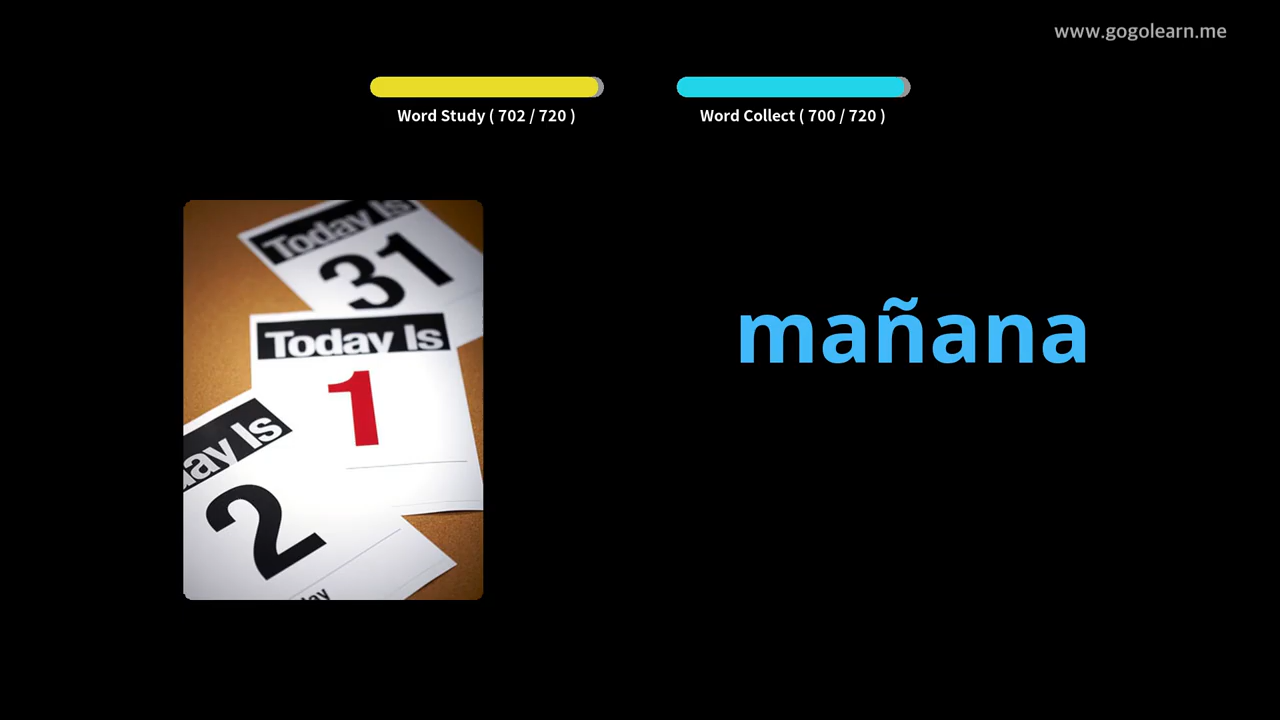 www.gogolearn.me
Word Study ( 702 / 720 )
Word Collect ( 700 / 720 )
Today Is
31
Today Is
1
mañana
ay Is
2